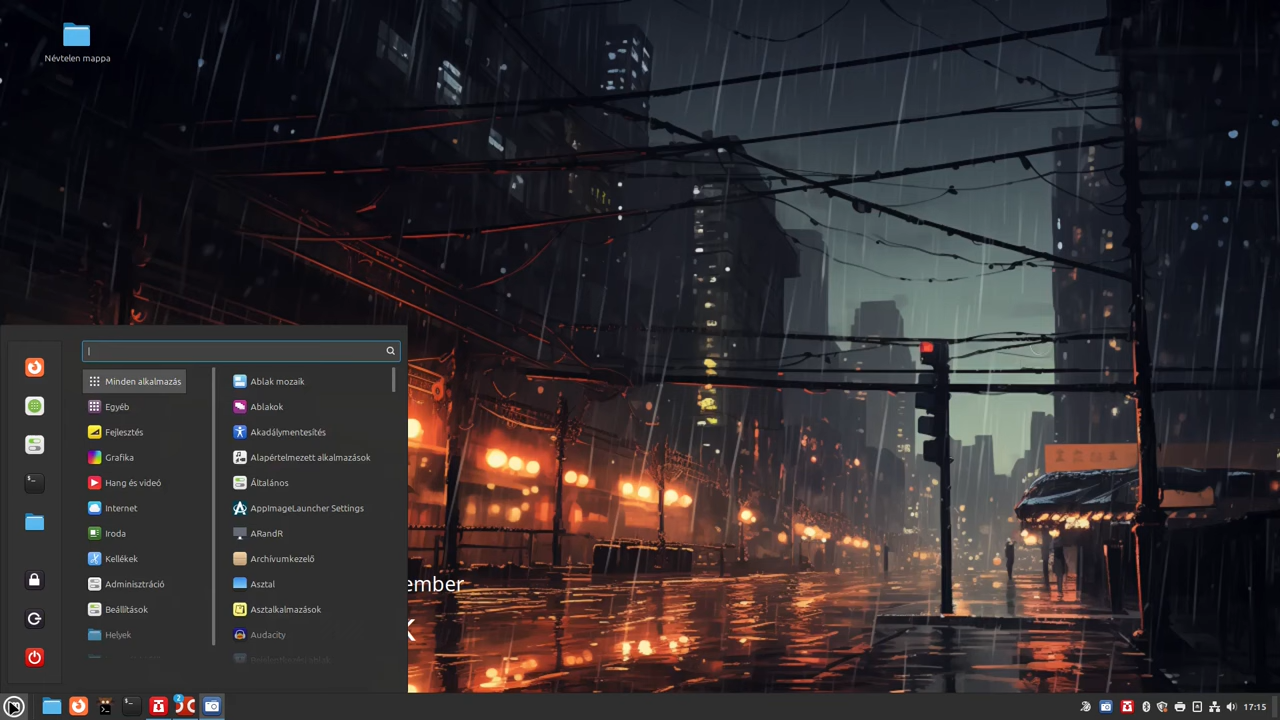 Névtelen mappa
Minden alkalmazás
Egyéb
Fejlesztés
Grafika
Hang és videó
Internet
Iroda
Kellékek
Adminisztráció
Beállítások
Helyek
Ablak mozaik
Ablakok
Akadálymentesítés
Alapértelmezett alkalmazások
Általános
AppImageLauncher Settings
ARandR
Archívumkezelő
Asztal
Asztalkalmazások
Audacity
ember
K
2
17:15